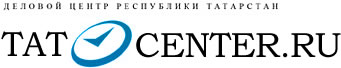 ДЕЛОВОЙ ЦЕНТР РЕСПУБЛИКИ ТАТАРСТАН
TAT CENTER.RU